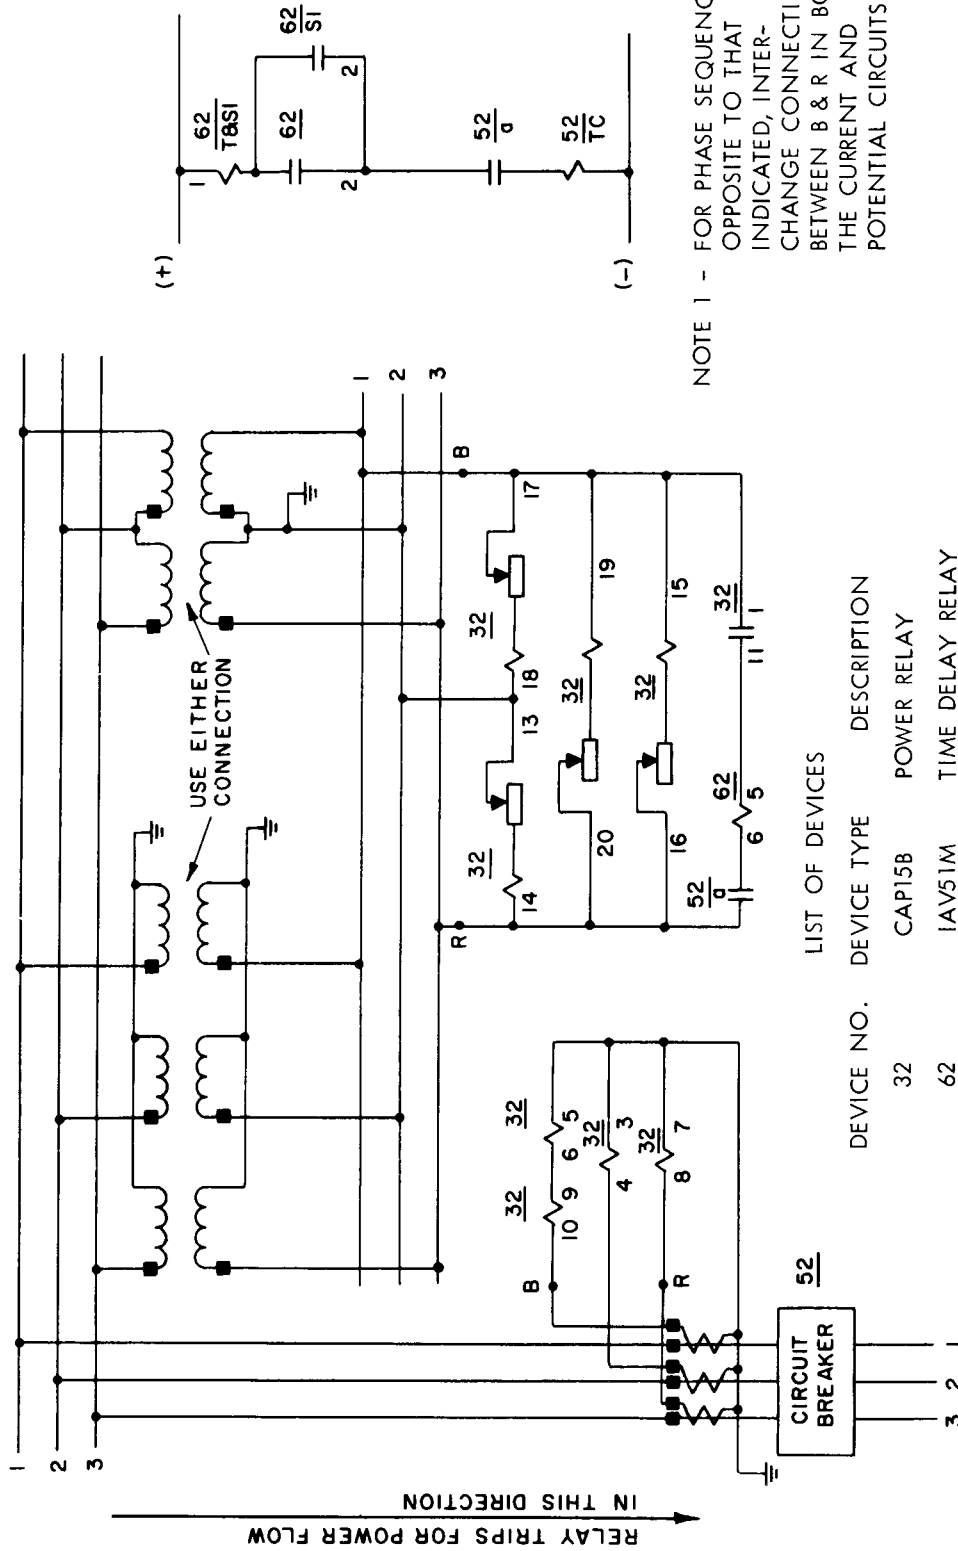 RELAY TRIPS FOR POWER FLOW
IN THIS DIRECTION
1
2
3
USE EITHER
CONNECTION
1
2
3
B
R
32
10 9
32
6 5
32
4 3
32
8 7
CIRCUIT
BREAKER
52
3 2 1
R
B
32
14
13
18
32
17
20
32
19
16
32
15
52
a
6
62
5
11
32
1
(+)
1
62
T&SI
62
2
62
SI
2
52
a
52
TC
(-)
NOTE 1 - FOR PHASE SEQUENC
OPPOSITE TO THAT
INDICATED, INTER-
CHANGE CONNECTI
BETWEEN B & R IN BO
THE CURRENT AND
POTENTIAL CIRCUITS
LIST OF DEVICES
DEVICE NO. DEVICE TYPE DESCRIPTION
32 CAP15B POWER RELAY
62 IAV51M TIME DELAY RELAY